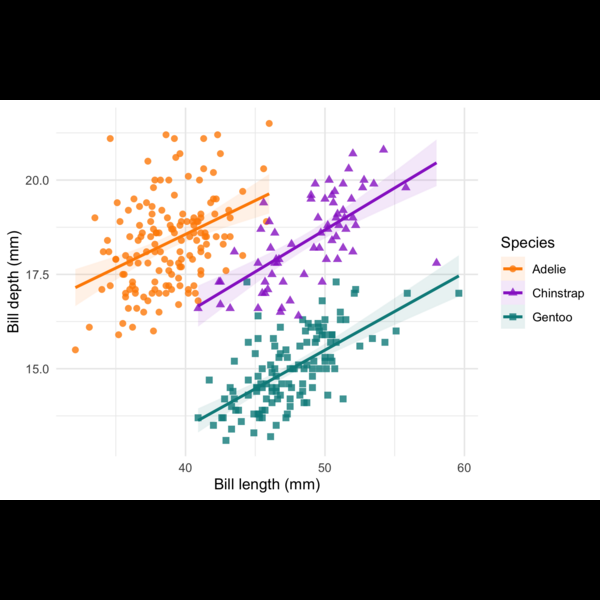 20.0
17.5
15.0
Bill depth (mm)
40
50
60
Bill length (mm)
Species
Adelie
Chinstrap
Gentoo